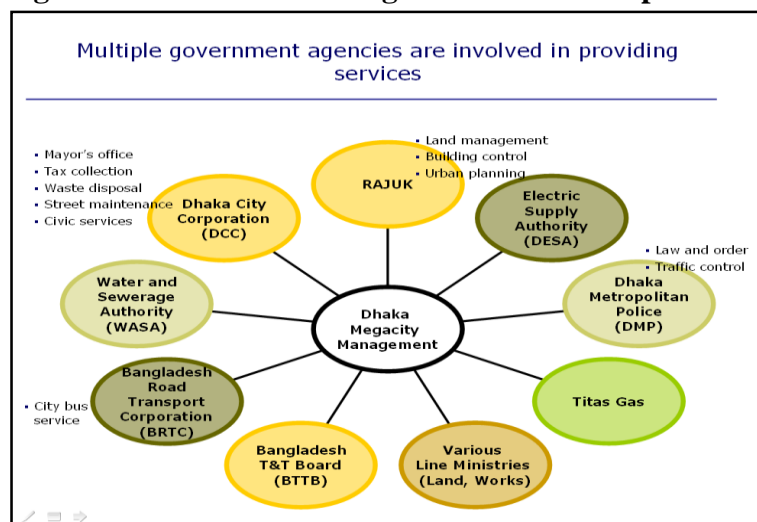 Multiple government agencies are involved in providing
services
▪ Mayor's office
▪ Tax collection
▪ Waste disposal
▪ Street maintenance
▪ Civic services
Dhaka City
Corporation
(DCC)
RAJUK
▪ Land management
▪ Building control
▪ Urban planning
Electric
Supply
Authority
(DESA)
▪ Law and order
▪ Traffic control
Dhaka
Metropolitan
Police
(DMP)
Water and
Sewerage
Authority
(WASA)
Dhaka
Megacity
Management
Bangladesh
Road
Transport
Corporation
(BRTC)
▪ City bus
service
Titas Gas
Bangladesh
T&T Board
(BTTB)
Various
Line Ministries
(Land, Works)